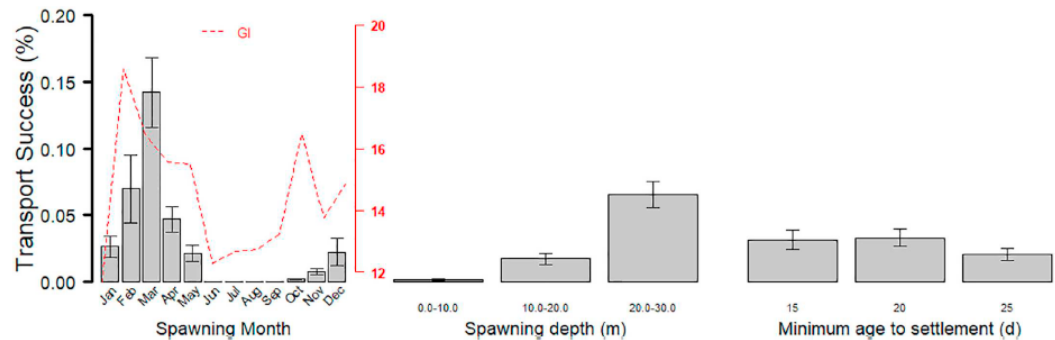 0.20
0.15
0.10
0.05
0.00
Transport Success (%)
GI
20
18
16
14
12
Jan Feb Mar Apr May Jun Jul Aug Sep Oct Nov Dec
Spawning Month
0.0-10.0 10.0-20.0 20.0-30.0
Spawning depth (m)
15 20 25
Minimum age to settlement (d)